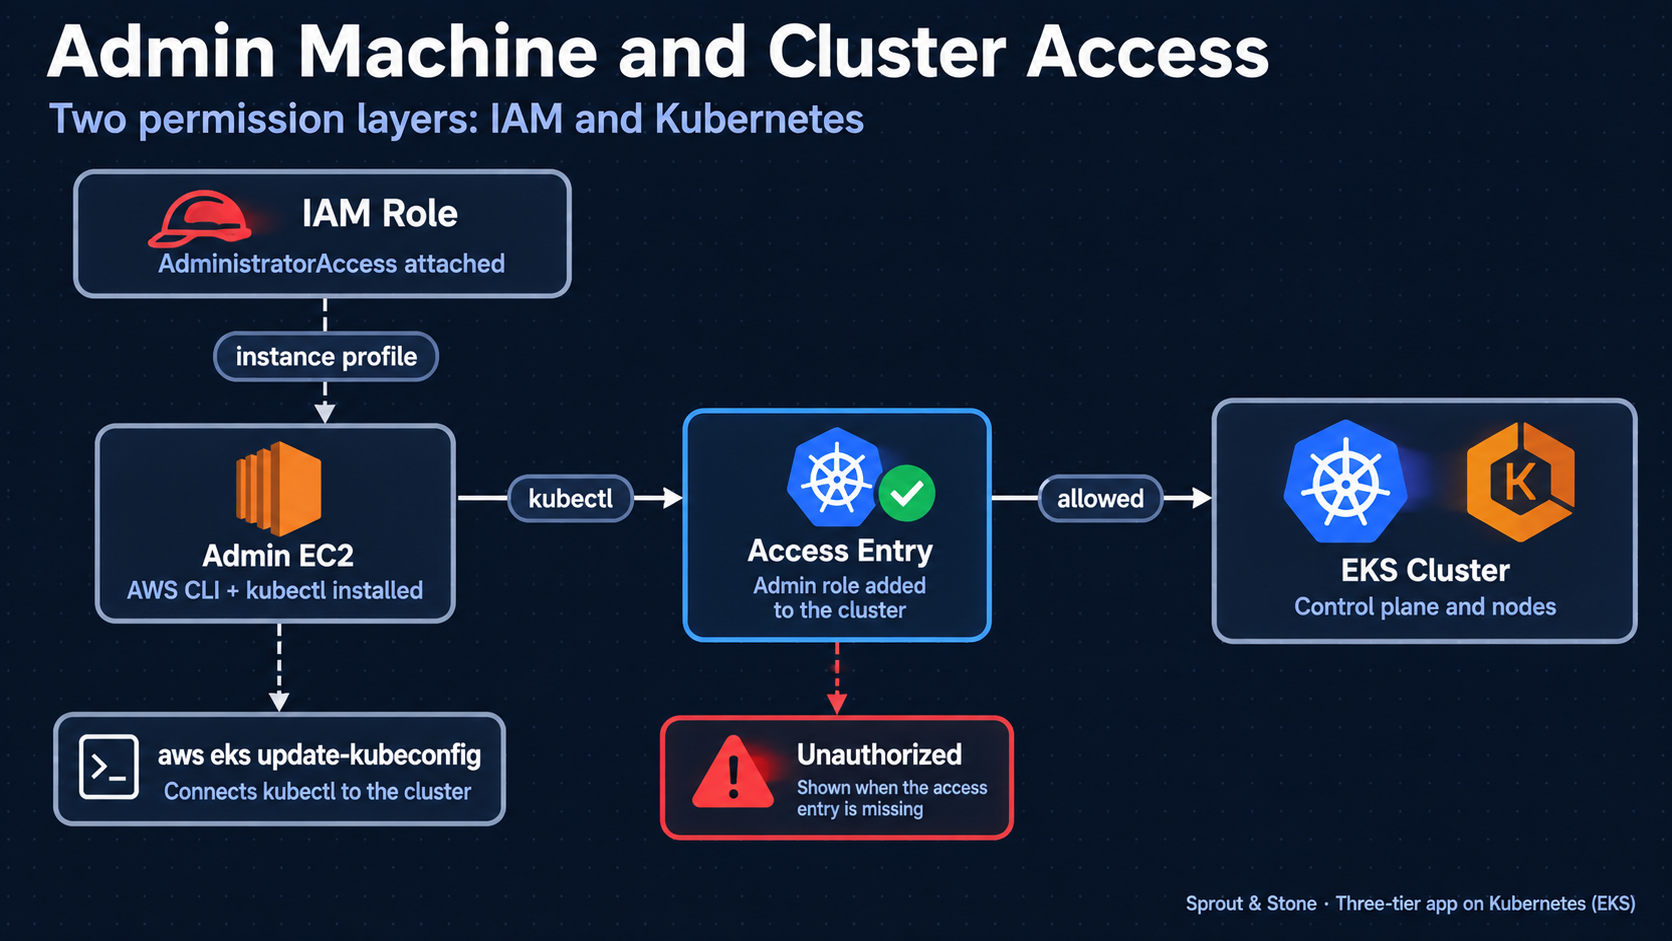 Admin Machine and Cluster Access
Two permission layers: IAM and Kubernetes
IAM Role
AdministratorAccess attached
instance profile
Admin EC2
AWS CLI + kubectl installed
kubectl
Access Entry
Admin role added
to the cluster
allowed
K
EKS Cluster
Control plane and nodes
>_
aws eks update-kubeconfig
Connects kubectl to the cluster
!
Unauthorized
Shown when the access
entry is missing
Sprout & Stone · Three-tier app on Kubernetes (EKS)